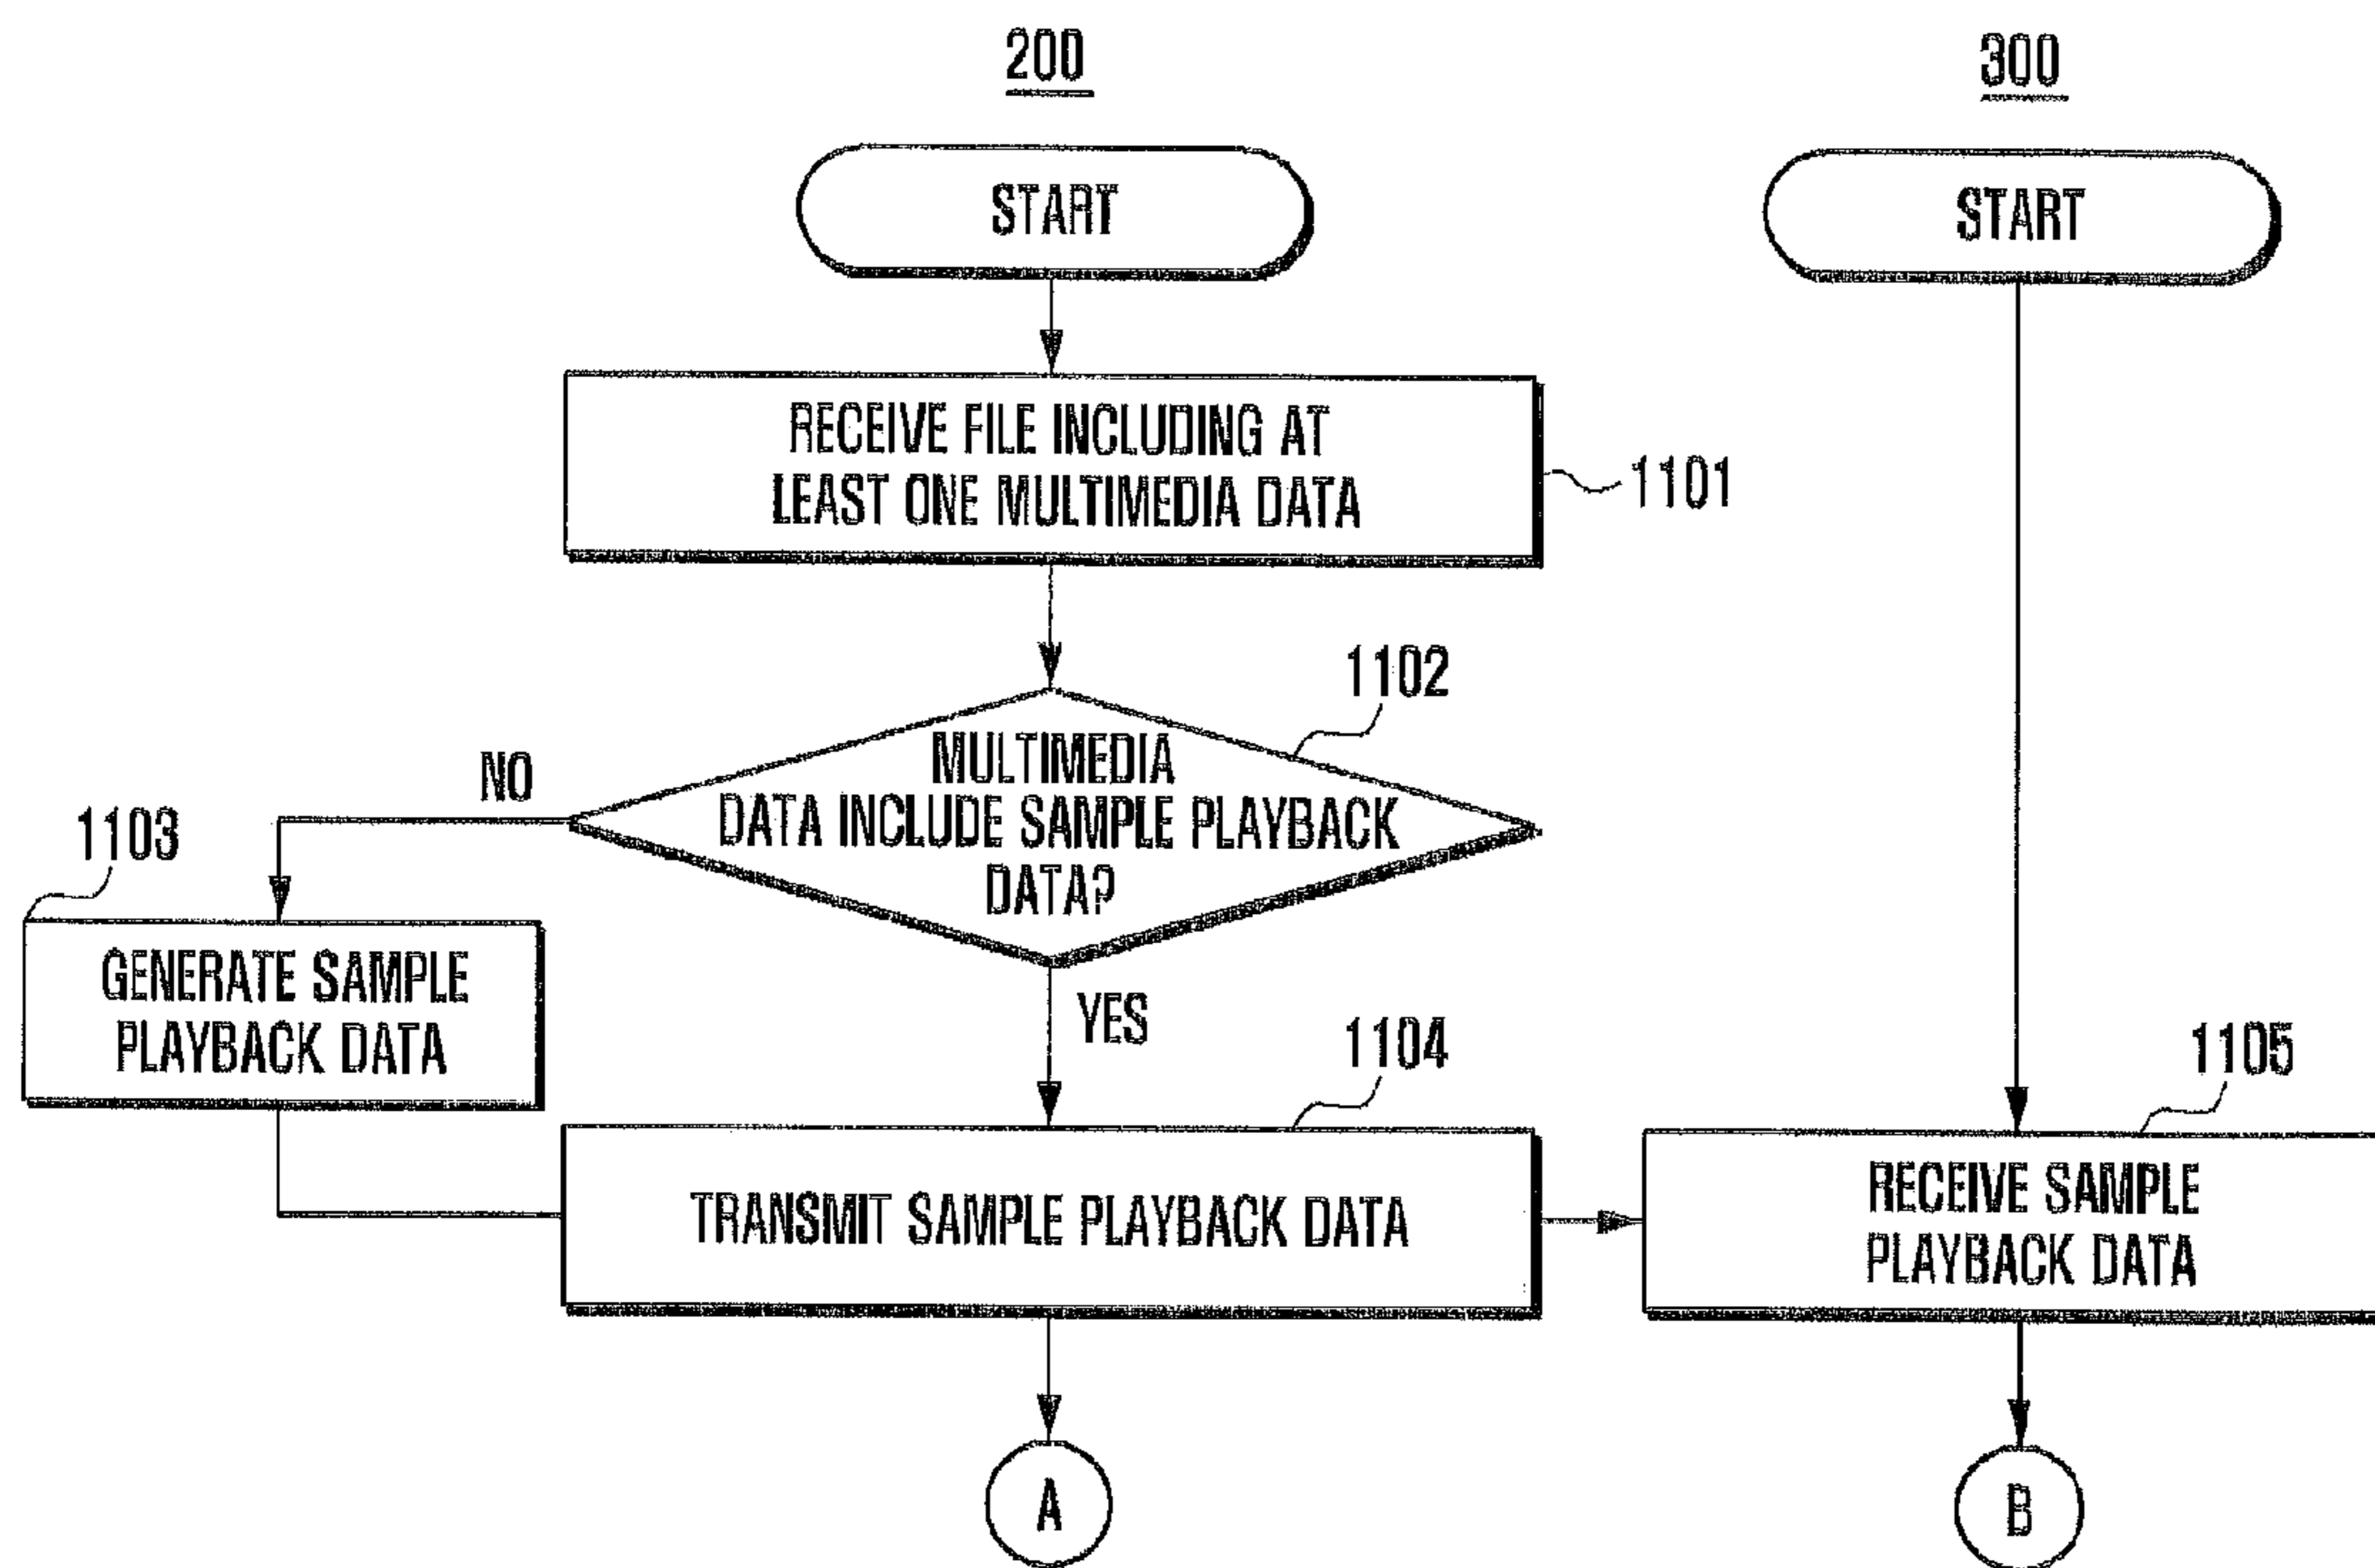 200
300
START
START
RECEIVE FILE INCLUDING AT
LEAST ONE MULTIMEDIA DATA
1101
1102
MULTIMEDIA
DATA INCLUDE SAMPLE PLAYBACK
DATA?
NO
1103
GENERATE SAMPLE
PLAYBACK DATA
YES
1104
TRANSMIT SAMPLE PLAYBACK DATA
1105
RECEIVE SAMPLE
PLAYBACK DATA
A
B